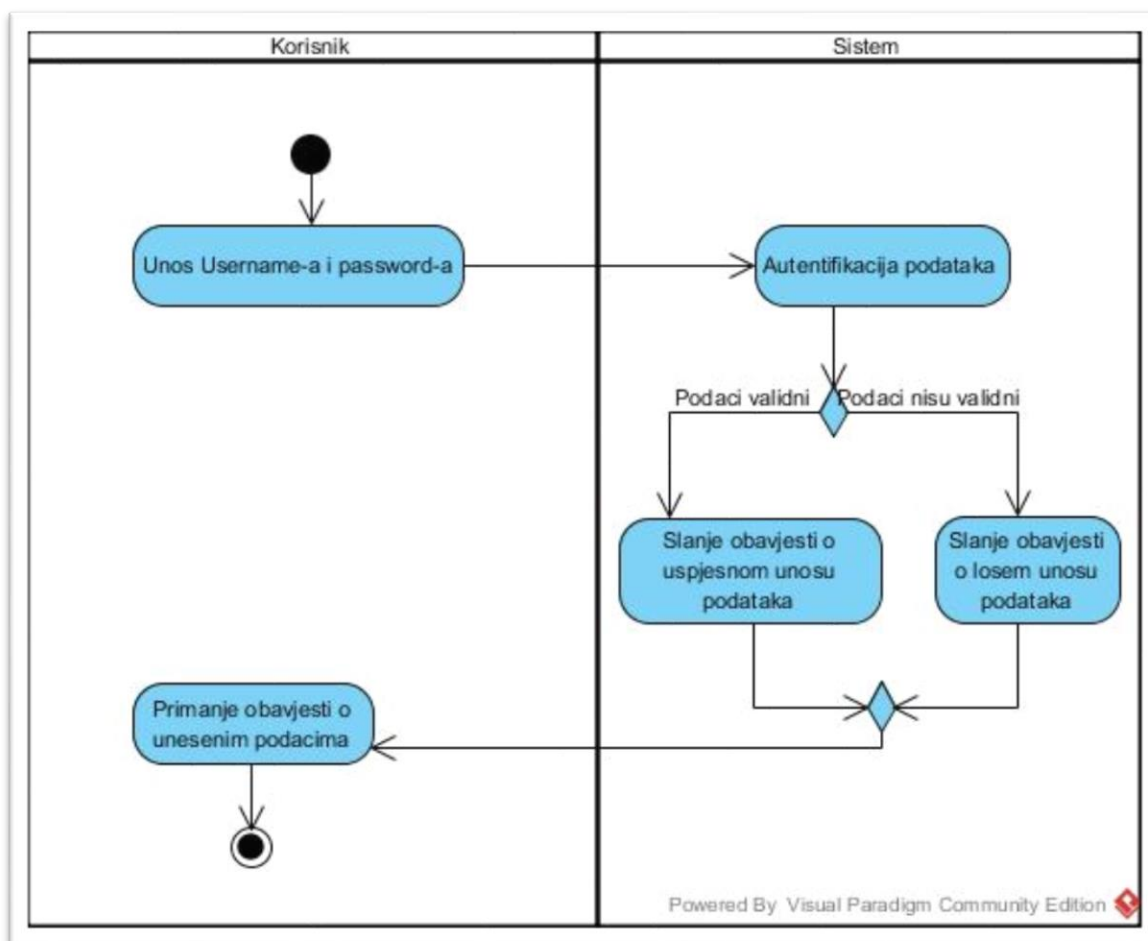 Korisnik
Sistem
Unos Username-a i password-a
Autentifikacija podataka
Podaci validni
Podaci nisu validni
Slanje obavjesti o
uspjesnom unosu
podataka
Slanje obavjesti
o losem unosu
podataka
Primanje obavjesti o
unesenim podacima
Powered By Visual Paradigm Community Edition